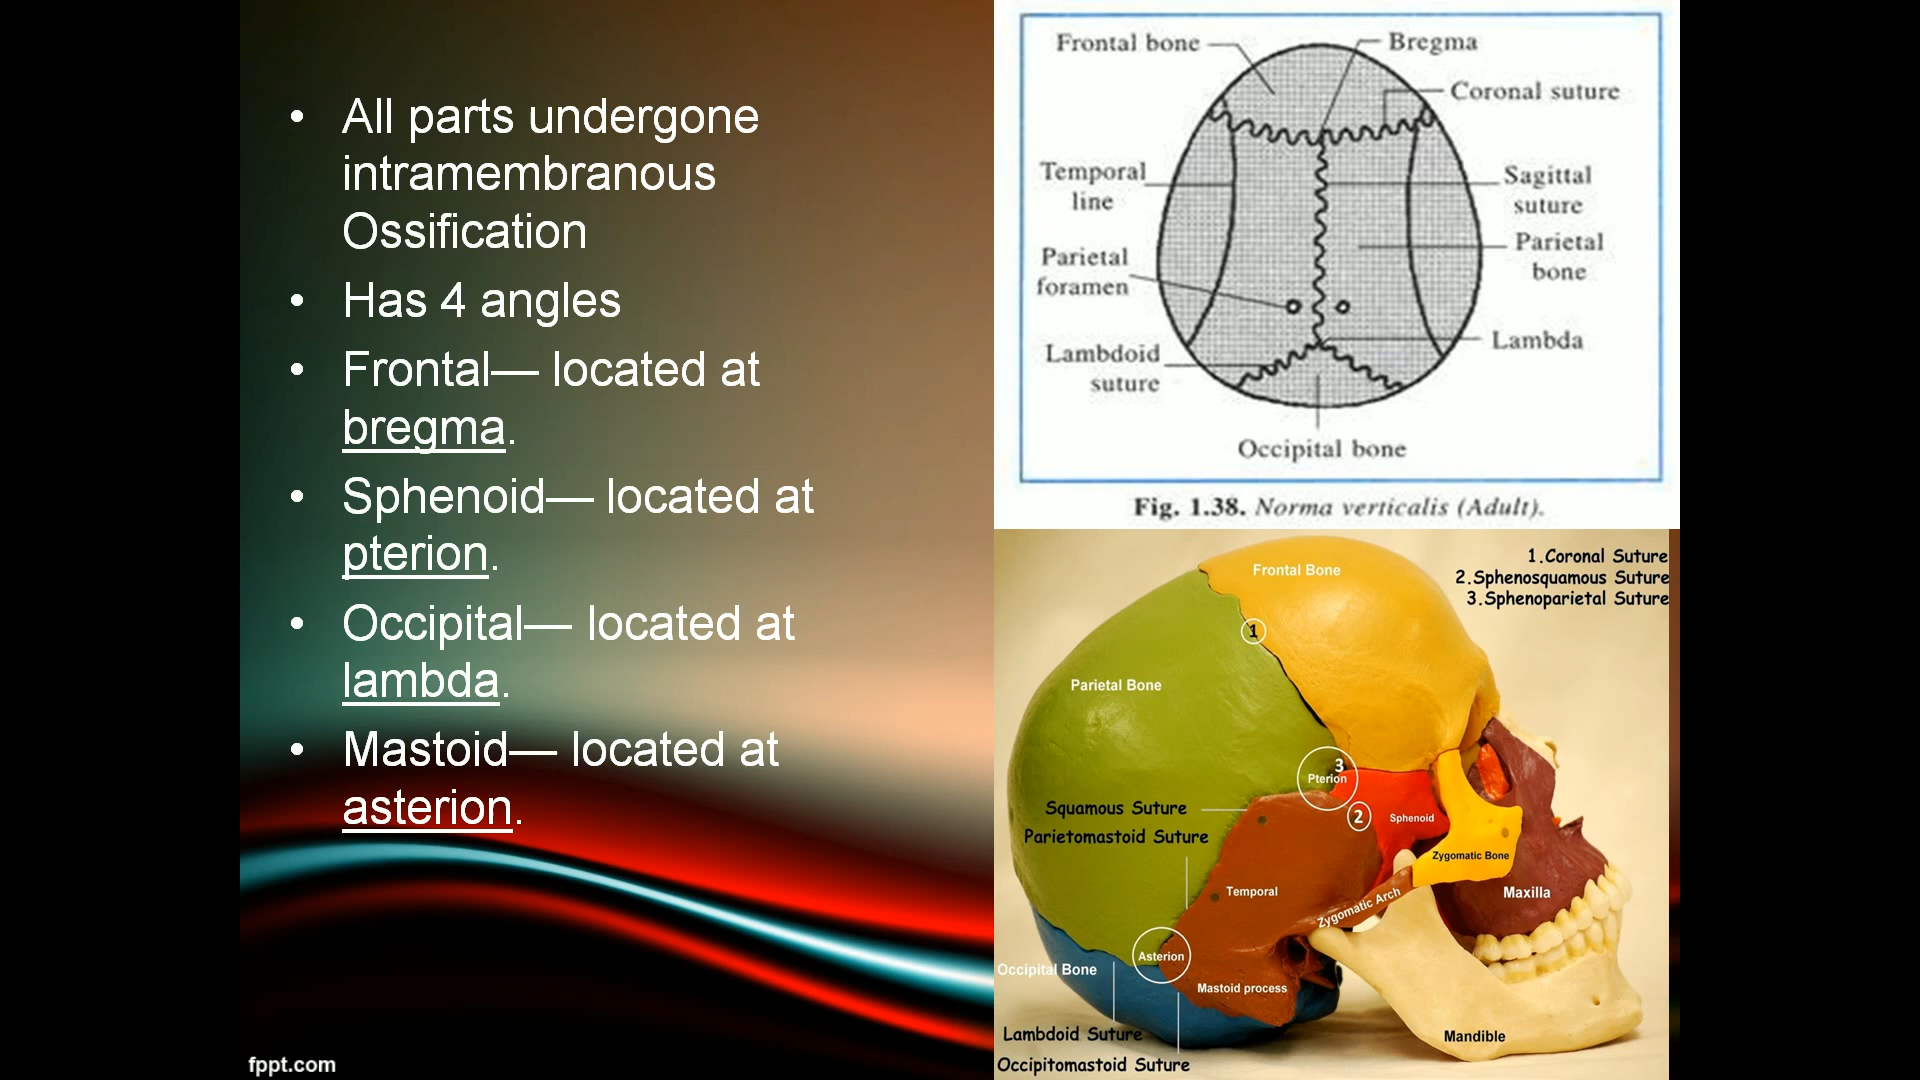 • All parts undergone
intramembranous
Ossification
• Has 4 angles
• Frontal— located at
bregma.
• Sphenoid— located at
pterion.
• Occipital— located at
lambda.
• Mastoid— located at
asterion.
fppt.com
Frontal bone
Bregma
Coronal suture
Temporal
line
Sagittal
suture
Parietal
bone
Parietal
foramen
Lambda
Lambdoid
suture
Occipital bone
Fig. 1.38. Norma verticalis (Adult).
1.Coronal Suture
2.Sphenosquamous Suture
3.Sphenoparietal Suture
Frontal Bone
1
Parietal Bone
3
Pterion
2
Sphenoid
Squamous Suture
Parietomastoid Suture
Zygomatic Bone
Temporal
Zygomatic Arch
Maxilla
Asterion
Occipital Bone
Mastoid process
Lambdoid Suture
Mandible
Occipitomastoid Suture